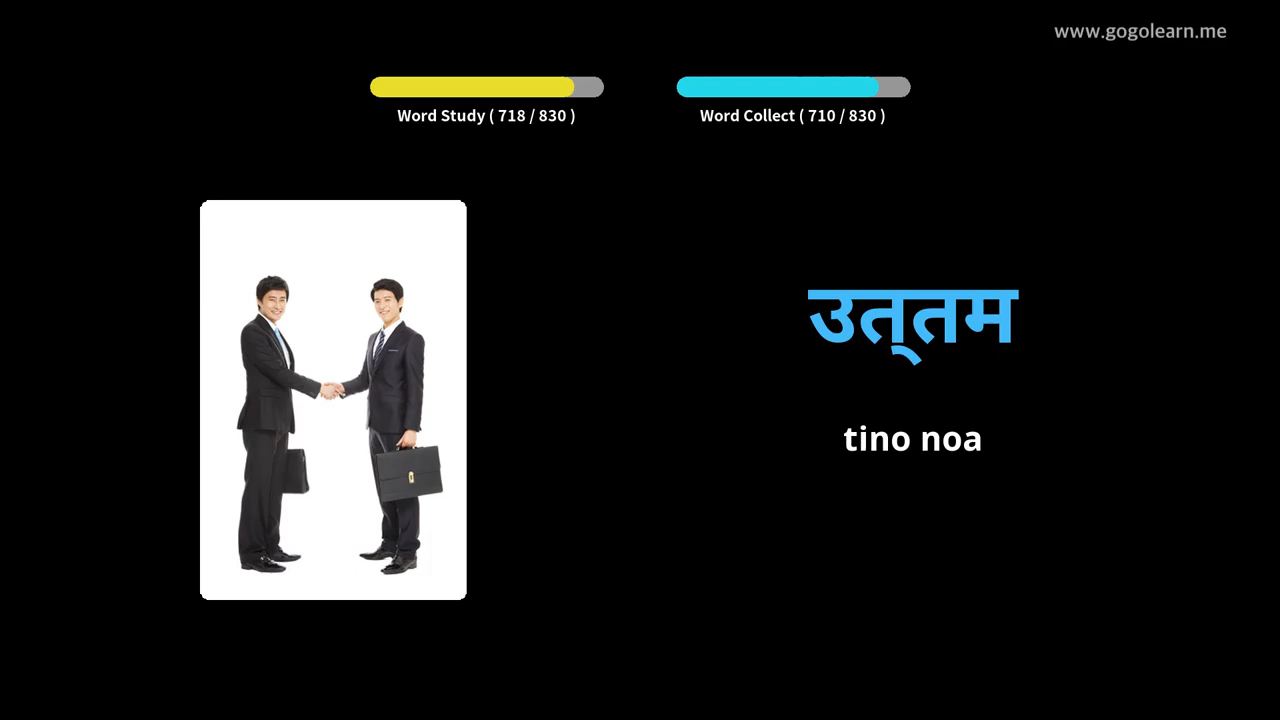 www.gogolearn.me
Word Study ( 718 / 830 )
Word Collect ( 710 / 830 )
उत्‌तम
tino noa